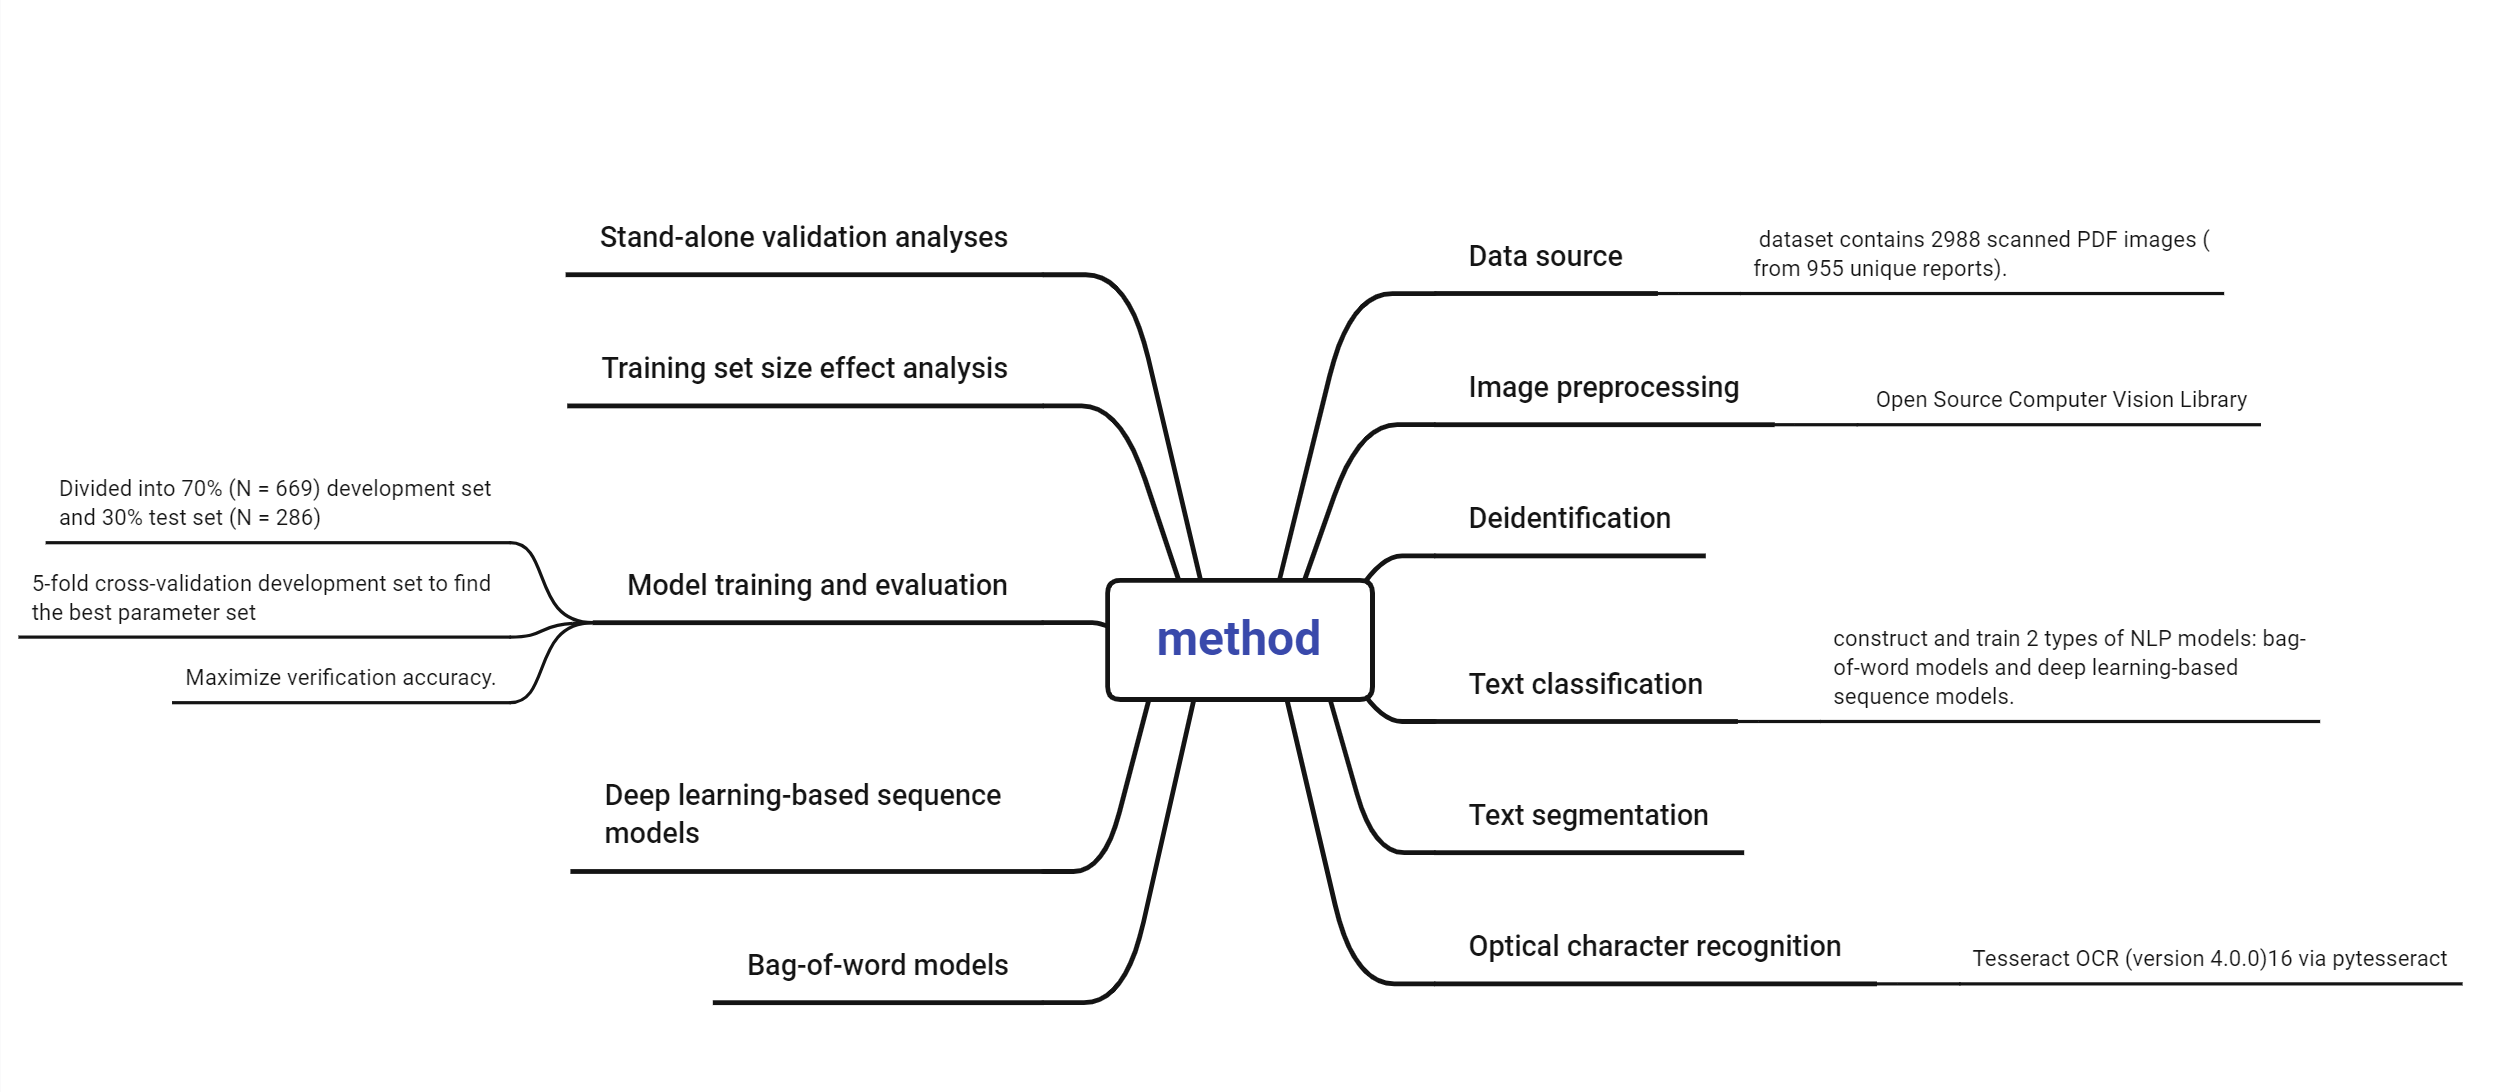 Stand-alone validation analyses
Training set size effect analysis
Divided into 70% (N = 669) development set
and 30% test set (N = 286)
5-fold cross-validation development set to find
the best parameter set
Maximize verification accuracy.
Model training and evaluation
Deep learning-based sequence
models
Bag-of-word models
method
Data source
dataset contains 2988 scanned PDF images (
from 955 unique reports).
Image preprocessing
Open Source Computer Vision Library
Deidentification
Text classification
construct and train 2 types of NLP models: bag-
of-word models and deep learning-based
sequence models.
Text segmentation
Optical character recognition
Tesseract OCR (version 4.0.0)16 via pytesseract